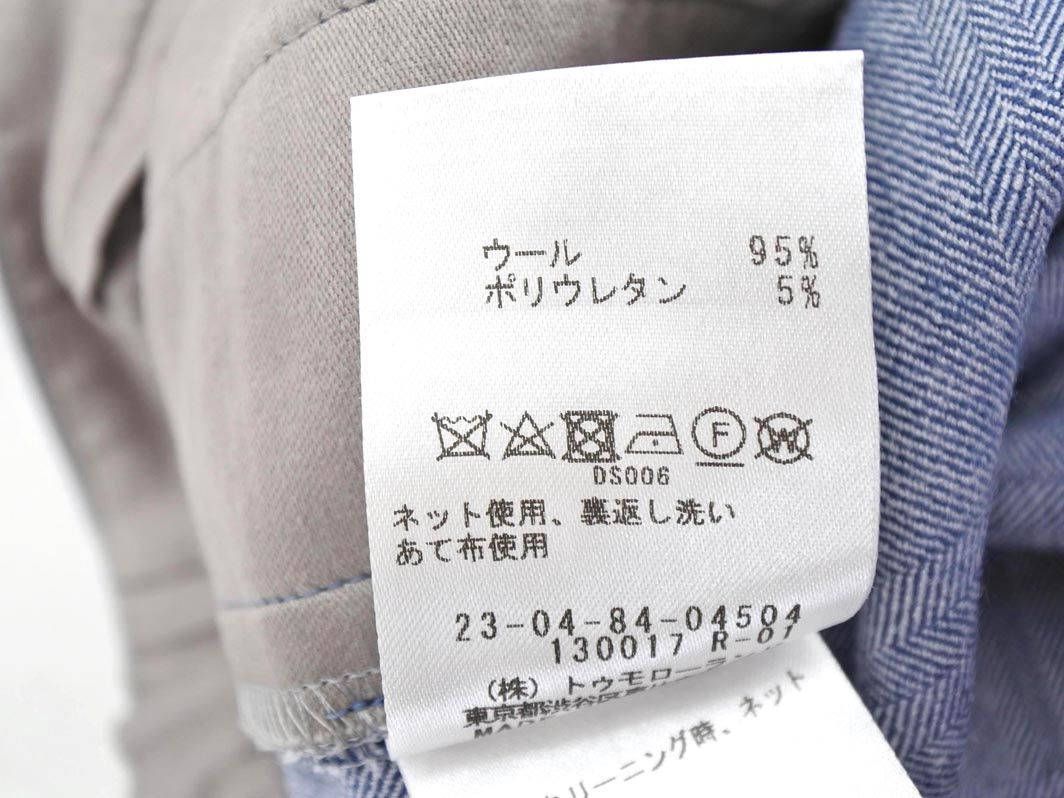 ウール 95%
ポリウレタン 5%
F
W
DS006
ネット使用、裏返し洗い
あて布使用
23-04-84-04504
130017 R-01
(株) トゥモローラン
東京都渋谷区
リーニング時、ネット